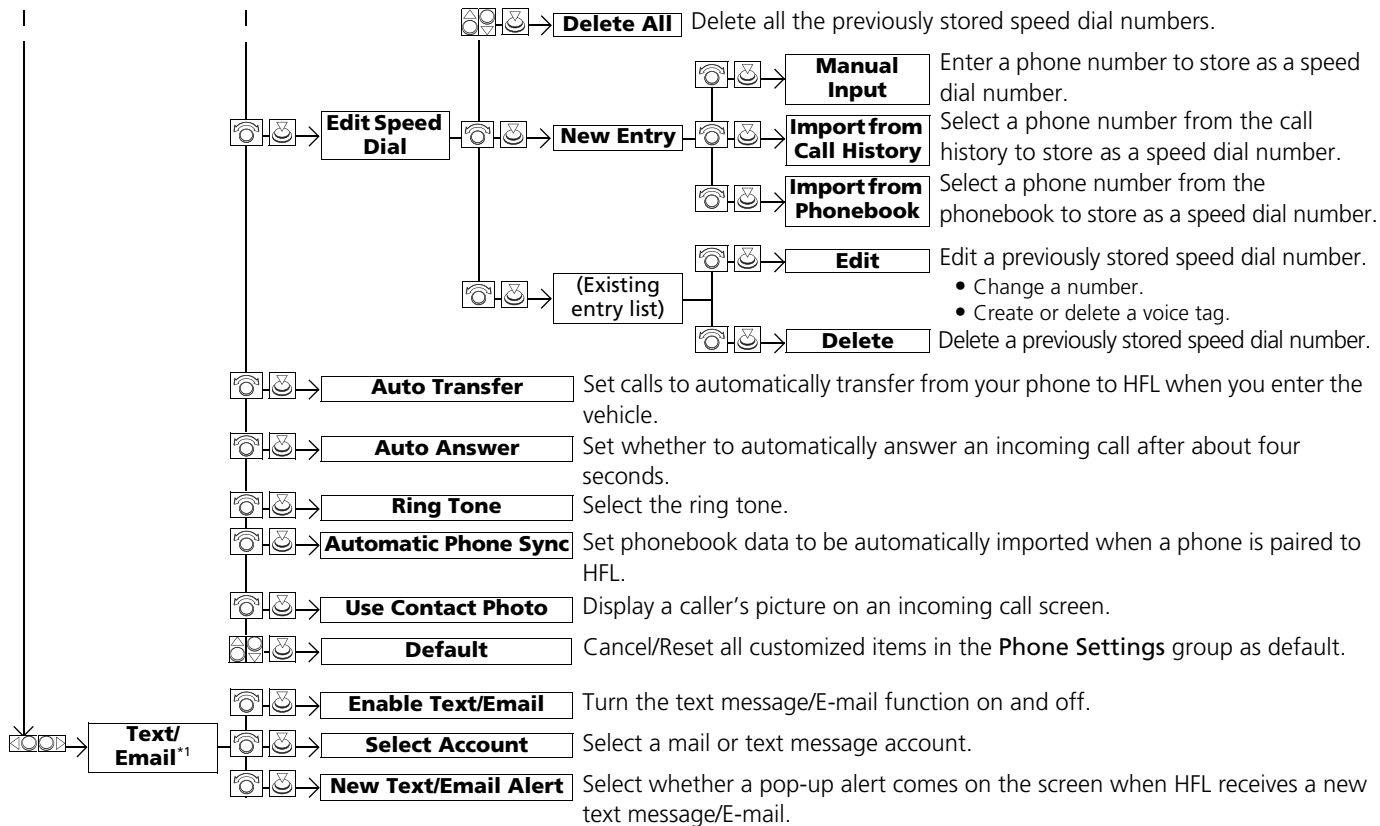 Delete All Delete all the previously stored speed dial numbers.
Manual Input Enter a phone number to store as a speed dial number.
Edit Speed Dial
New Entry
Import from Call History Select a phone number from the call history to store as a speed dial number.
Import from Phonebook Select a phone number from the phonebook to store as a speed dial number.
(Existing entry list)
Edit Edit a previously stored speed dial number.
• Change a number.
• Create or delete a voice tag.
Delete Delete a previously stored speed dial number.
Auto Transfer Set calls to automatically transfer from your phone to HFL when you enter the vehicle.
Auto Answer Set whether to automatically answer an incoming call after about four seconds.
Ring Tone Select the ring tone.
Automatic Phone Sync Set phonebook data to be automatically imported when a phone is paired to HFL.
Use Contact Photo Display a caller's picture on an incoming call screen.
Default Cancel/Reset all customized items in the Phone Settings group as default.
Text/Email*1
Enable Text/Email Turn the text message/E-mail function on and off.
Select Account Select a mail or text message account.
New Text/Email Alert Select whether a pop-up alert comes on the screen when HFL receives a new text message/E-mail.